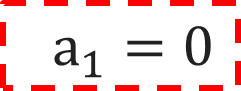 a₁ = 0